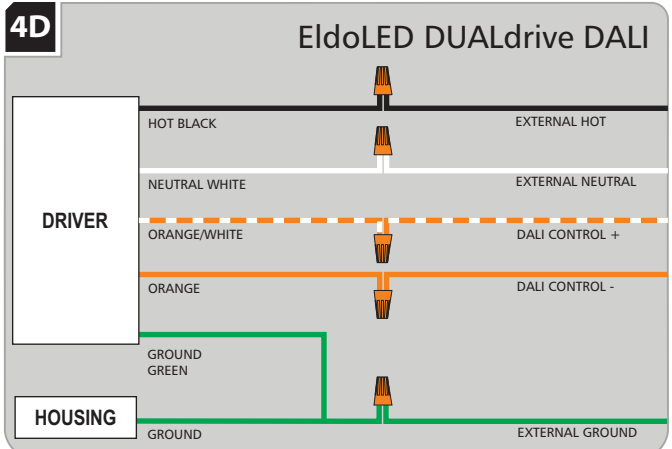 4D
EldoLED DUALdrive DALI
HOT BLACK
EXTERNAL HOT
NEUTRAL WHITE
EXTERNAL NEUTRAL
DRIVER
ORANGE/WHITE
DALI CONTROL +
ORANGE
DALI CONTROL -
GROUND
GREEN
HOUSING
GROUND
EXTERNAL GROUND